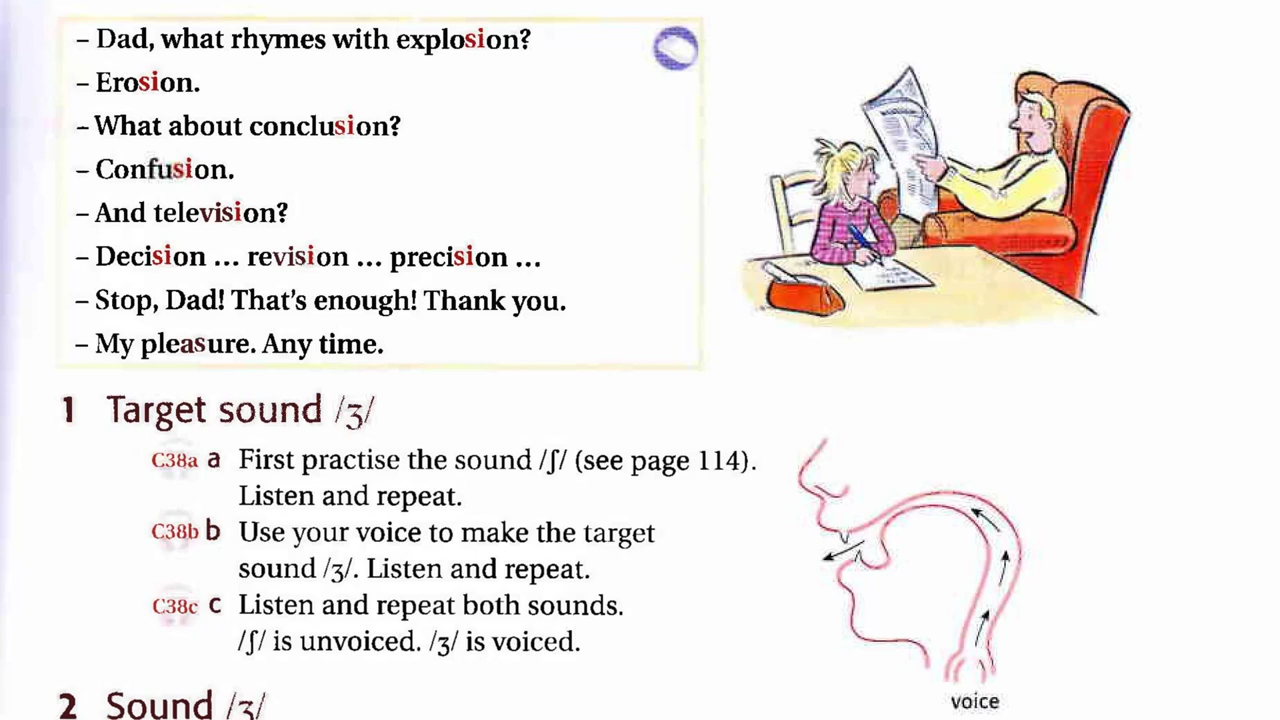 – Dad, what rhymes with explosion?
– Erosion.
– What about conclusion?
– Confusion.
– And television?
– Decision ... revision ... precision ...
– Stop, Dad! That's enough! Thank you.
– My pleasure. Any time.
1 Target sound /ʒ/
C38a a First practise the sound /ʃ/ (see page 114).
Listen and repeat.
C38b b Use your voice to make the target
sound /ʒ/. Listen and repeat.
C38c c Listen and repeat both sounds.
/ʃ/ is unvoiced. /ʒ/ is voiced.
voice
2 Sound /ʒ/